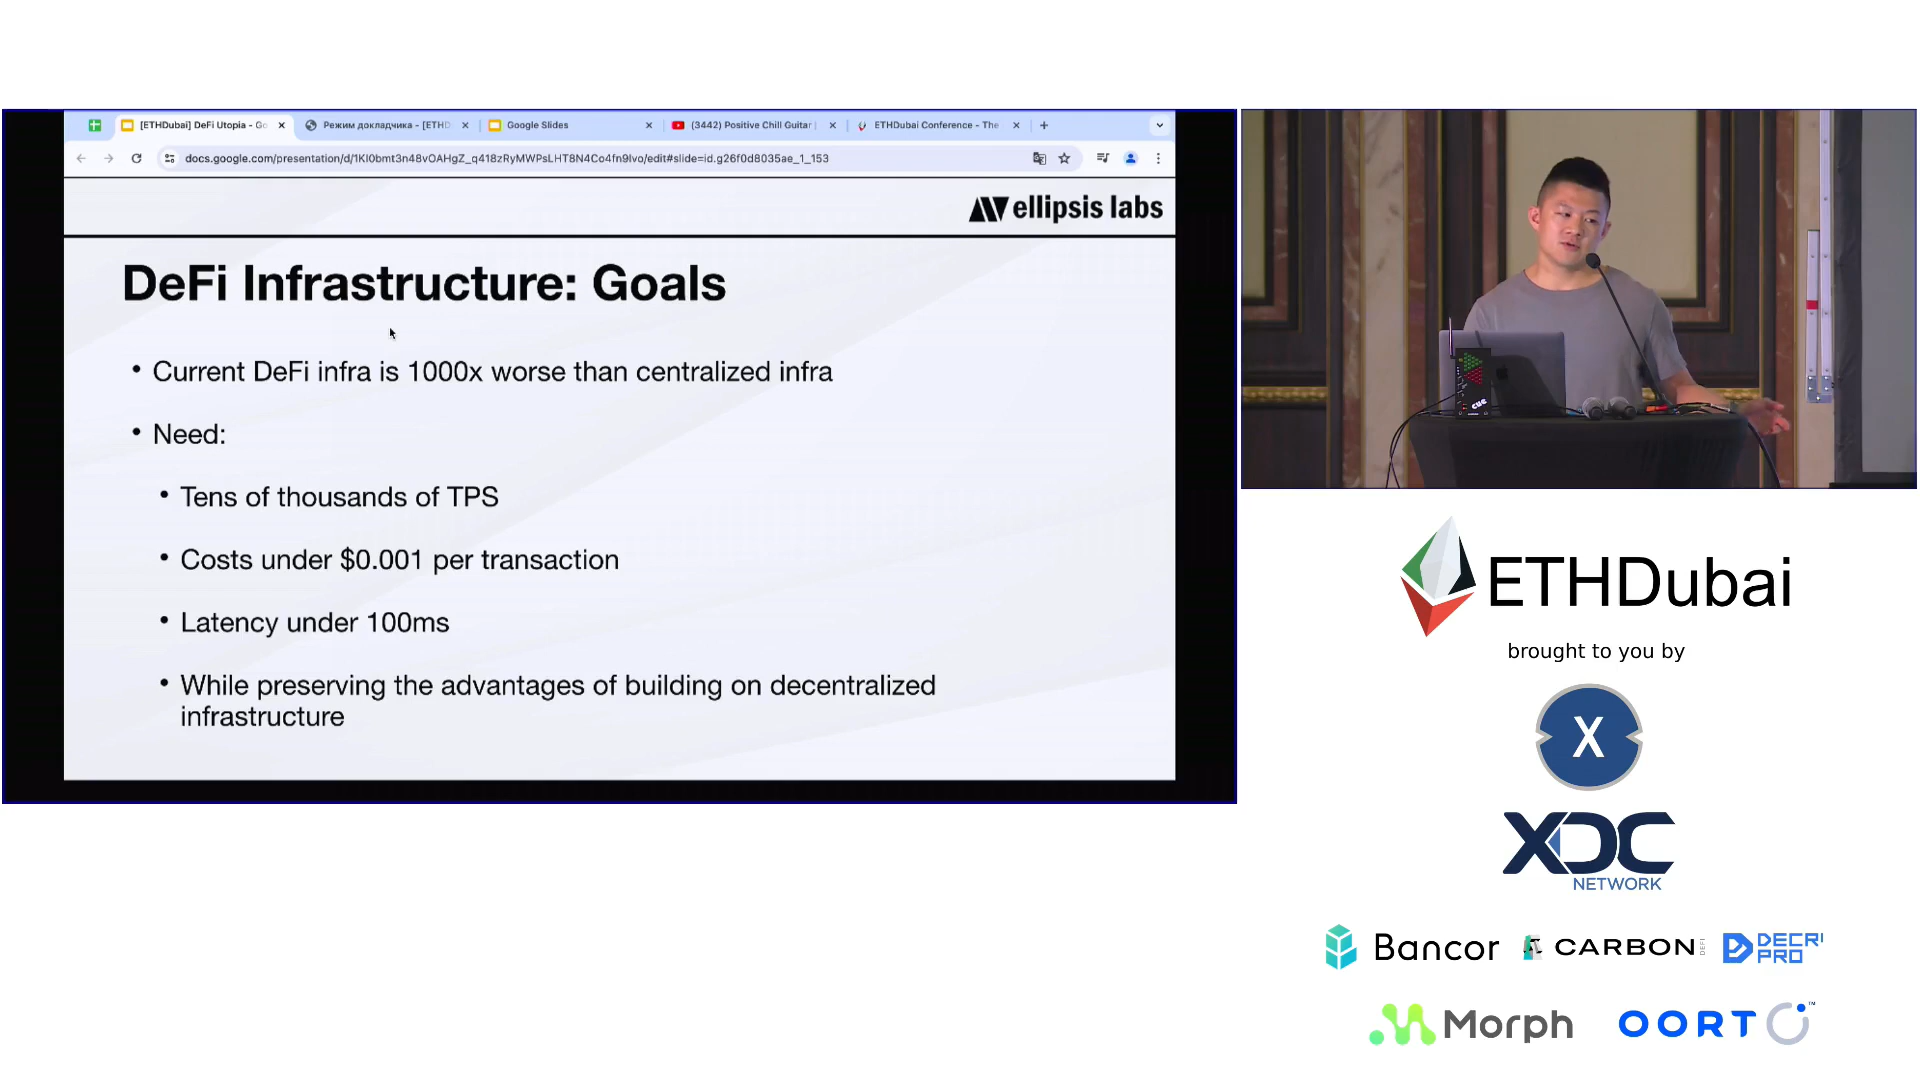 [ETHDubai] DeFi Utopia - Go
Режим докладчика - [ETHD
Google Slides
(3442) Positive Chill Guitar
ETHDubai Conference - The
docs.google.com/presentation/d/1Kl0bmt3n48vOAHgZ_q418zRyMWPsLHT8N4Co4fn9lvo/edit#slide=id.g26f0d8035ae_1_153
ellipsis labs
DeFi Infrastructure: Goals
• Current DeFi infra is 1000x worse than centralized infra
• Need:
• Tens of thousands of TPS
• Costs under $0.001 per transaction
• Latency under 100ms
• While preserving the advantages of building on decentralized
infrastructure
cue
ETHDubai
brought to you by
X
XDC
NETWORK
Bancor
CARBON DEFI
DECRI
PRO
Morph
OORT™